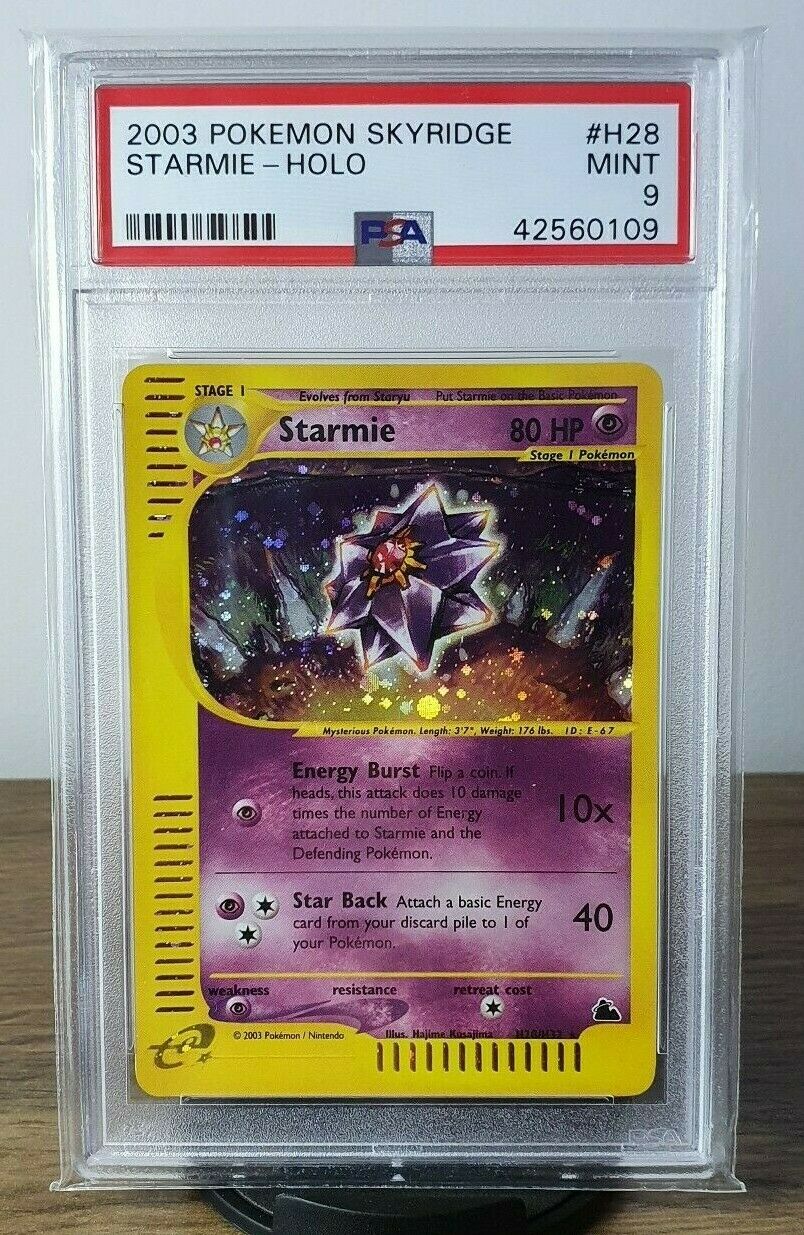 2003 POKEMON SKYRIDGE #H28
STARMIE – HOLO MINT
9
PSA 42560109
STAGE 1 Evolves from Staryu Put Starmie on the Basic Pokémon
Starmie 80 HP
Stage 1 Pokémon
Mysterious Pokémon. Length: 3'7", Weight: 176 lbs. ID: E-67
Energy Burst Flip a coin. If
heads, this attack does 10 damage
times the number of Energy
attached to Starmie and the
Defending Pokémon.
10x
Star Back Attach a basic Energy
card from your discard pile to 1 of
your Pokémon.
40
weakness resistance retreat cost
© 2003 Pokémon / Nintendo Illus. Hajime Kusajima H28/H32
e
PSA